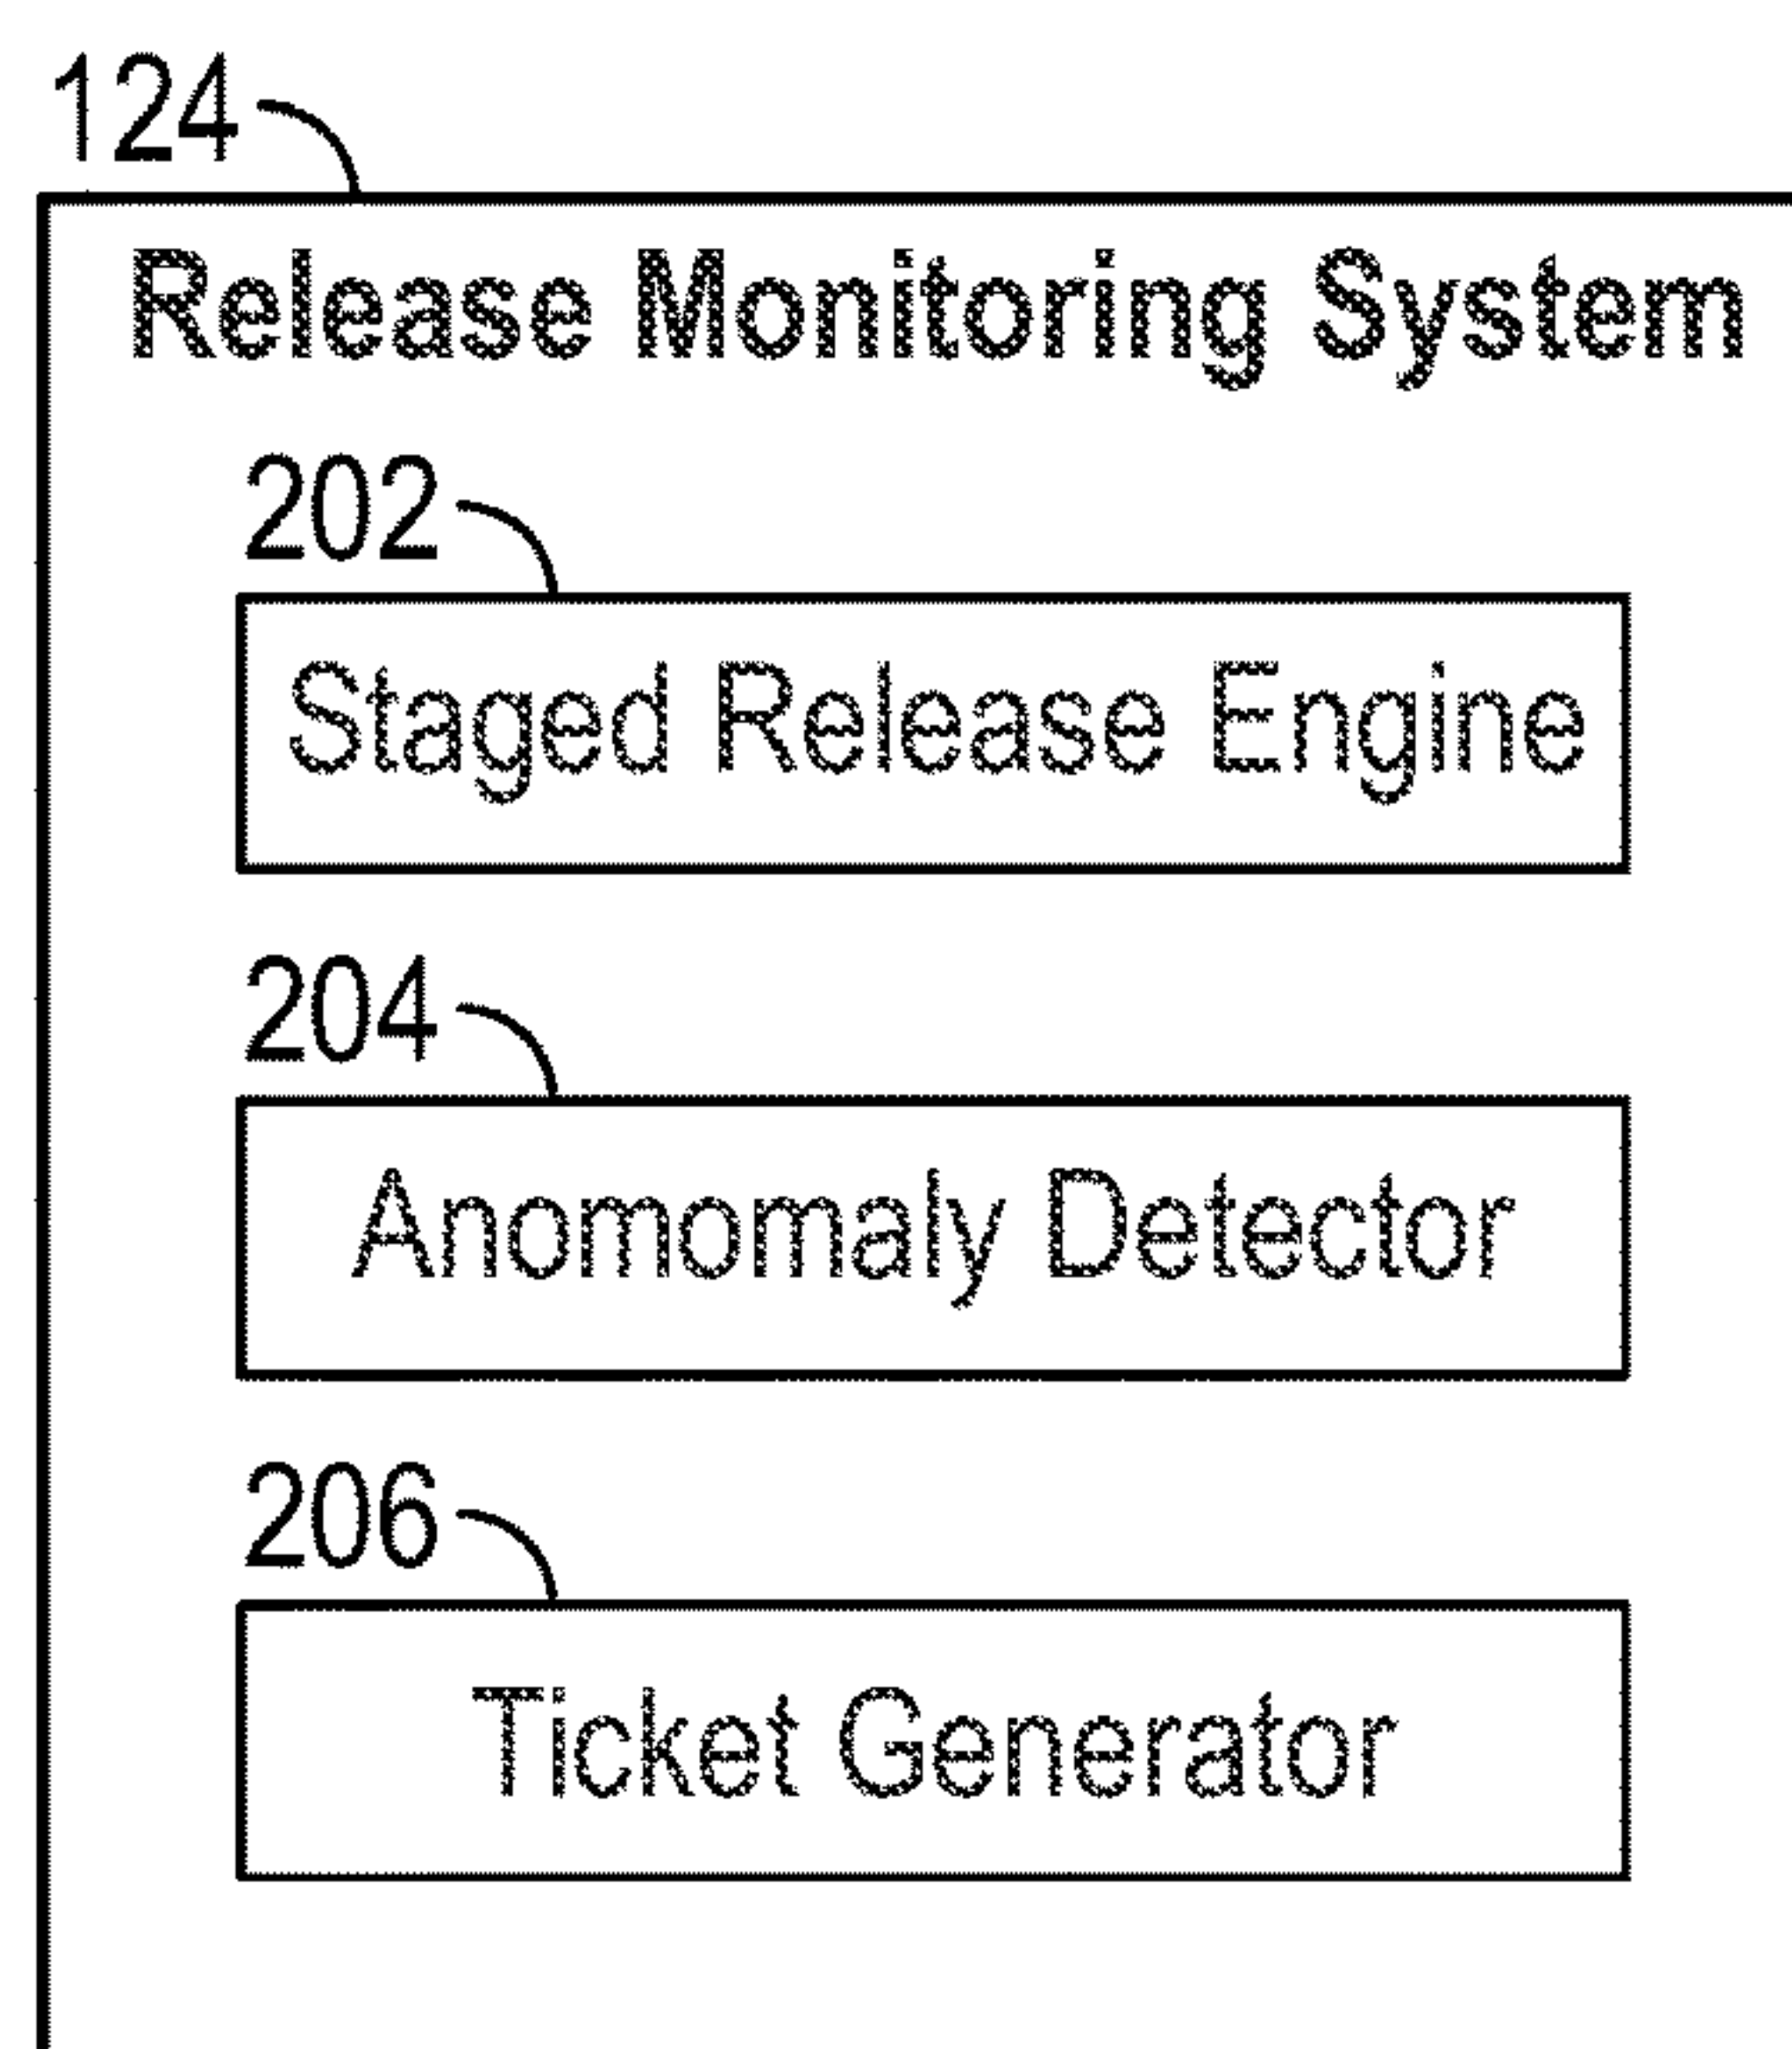 124
Release Monitoring System
202
Staged Release Engine
204
Anomomaly Detector
206
Ticket Generator